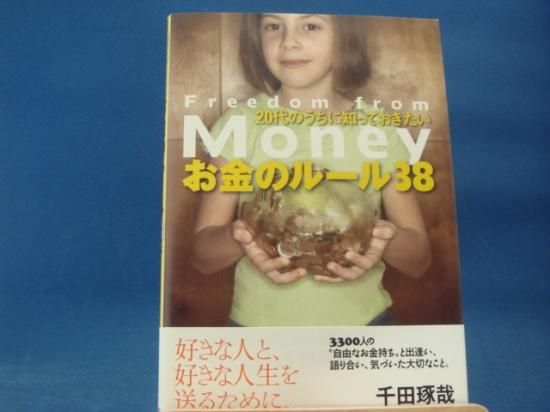 Freedom from
20代のうちに知っておきたい
Money
お金のルール38
好きな人と、
好きな人生を
送るために。
3300人の
“自由なお金持ち”と出逢い、
語り合い、気づいた大切なこと。
千田琢哉